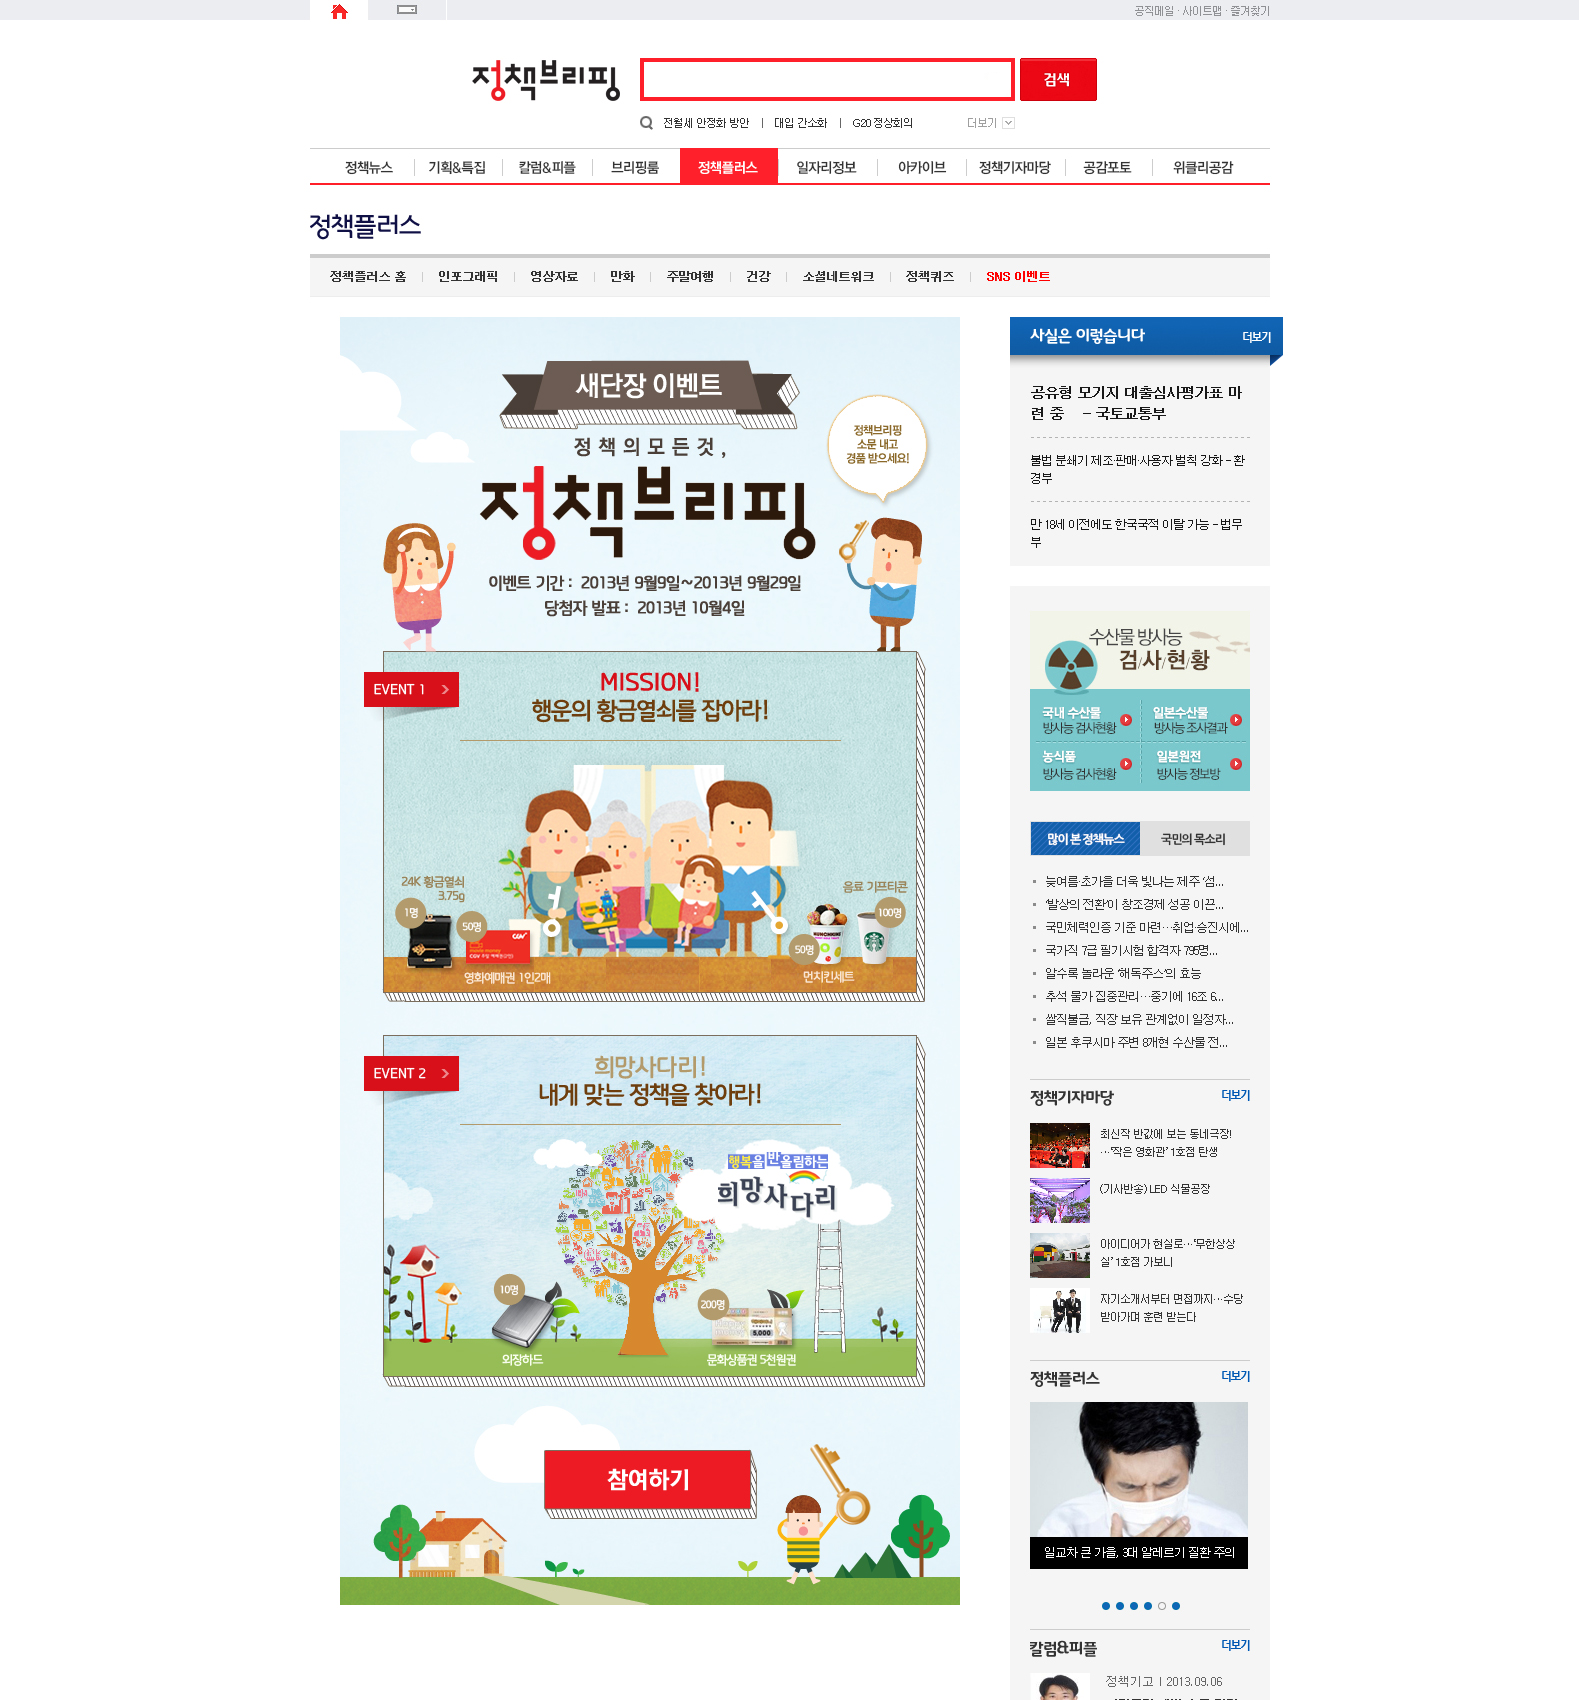 공직메일 · 사이트맵 · 즐겨찾기
정책브리핑
검색
전월세 안정화 방안 | 대입 간소화 | G20 정상회의
더보기
정책뉴스 기획&특집 칼럼&피플 브리핑룸 정책플러스 일자리정보 아카이브 정책기자마당 공감포토 위클리공감
정책플러스
정책플러스 홈 인포그래픽 영상자료 만화 주말여행 건강 소셜네트워크 정책퀴즈 SNS 이벤트
새단장 이벤트
정책의 모든 것,
정책브리핑
정책브리핑
소문 내고
경품 받으세요!
이벤트 기간 : 2013년 9월9일~2013년 9월29일
당첨자 발표 : 2013년 10월4일
EVENT 1
MISSION!
행운의 황금열쇠를 잡아라!
24K 황금열쇠
3.75g
1명
50명
CGV
영화예매권 1인2매
음료 기프티콘
100명
50명
먼치킨세트
EVENT 2
희망사다리!
내게 맞는 정책을 찾아라!
행복을 반올림하는
희망사다리
10명
외장하드
200명
5,000
문화상품권 5천원권
참여하기
사실은 이렇습니다
더보기
공유형 모기지 대출심사평가표 마
련 중 – 국토교통부
불법 분쇄기 제조·판매·사용자 벌칙 강화 – 환
경부
만 18세 이전에도 한국국적 이탈 가능 – 법무
부
수산물 방사능
검/사/현/황
국내 수산물
방사능 검사현황
일본수산물
방사능 조사결과
농식품
방사능 검사현황
일본원전
방사능 정보방
많이 본 정책뉴스 국민의 목소리
늦여름·초가을 더욱 빛나는 제주 ‘섬...
‘발상의 전환’이 창조경제 성공 이끈...
국민체력인증 기준 마련…취업·승진시에...
국가직 7급 필기시험 합격자 795명...
알수록 놀라운 ‘해독주스’의 효능
추석 물가 집중관리…중기에 16조 6...
쌀직불금, 직장 보유 관계없이 일정자...
일본 후쿠시마 주변 8개현 수산물 전...
정책기자마당
더보기
최신작 반값에 보는 동네극장!
…‘작은 영화관’ 1호점 탄생
(기사반송) LED 식물공장
아이디어가 현실로…‘무한상상
실’ 1호점 가보니
자기소개서부터 면접까지…수당
받아가며 훈련 받는다
정책플러스
더보기
일교차 큰 가을, 3대 알레르기 질환 주의
칼럼&피플
더보기
정책기고 | 2013.09.06